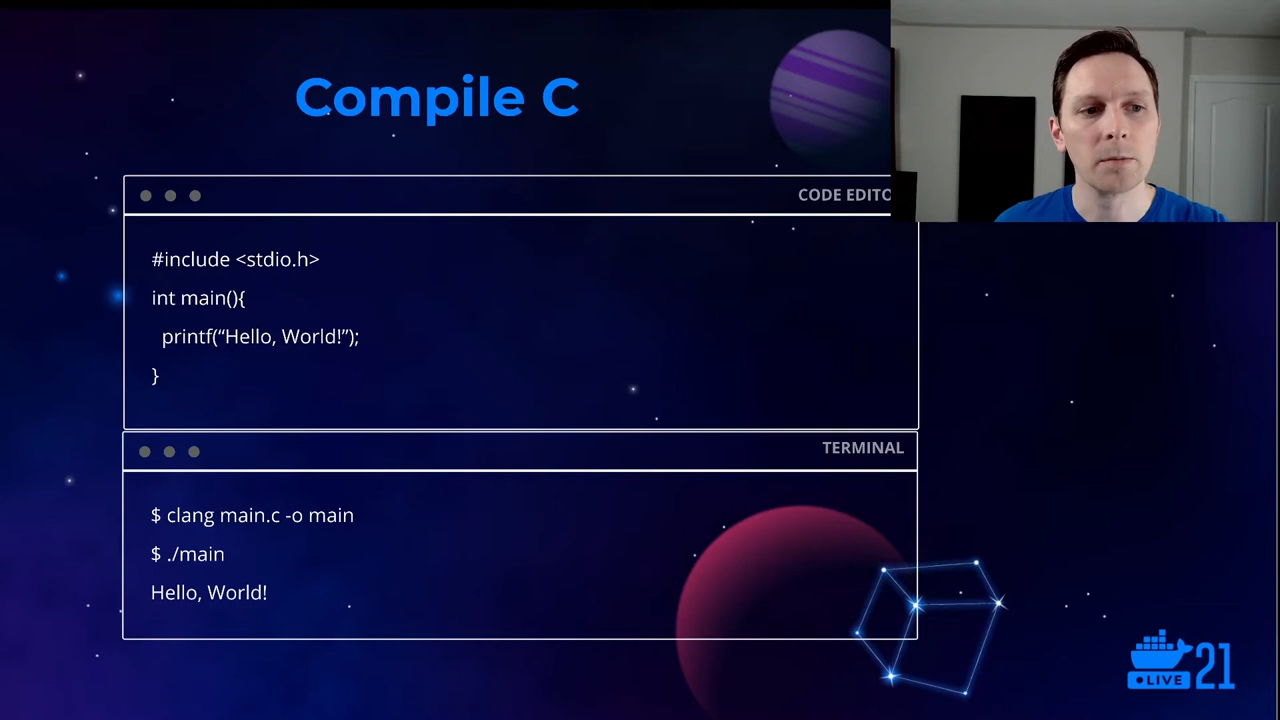 Compile C
CODE EDITO
#include <stdio.h>
int main(){
printf(“Hello, World!”);
}
TERMINAL
$ clang main.c -o main
$ ./main
Hello, World!
LIVE 21